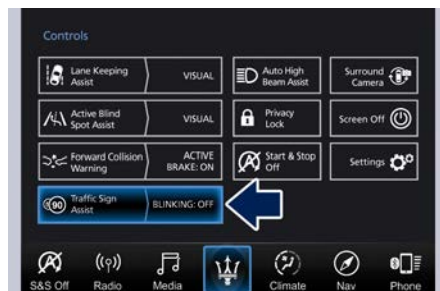 Controls
Lane Keeping
Assist
VISUAL
Auto High
Beam Assist
Surround
Camera
Active Blind
Spot Assist
VISUAL
Privacy
Lock
Screen Off
Forward Collision
Warning
ACTIVE
BRAKE: ON
Start & Stop
Off
Settings
90
Traffic Sign
Assist
BLINKING: OFF
S&S Off
Radio
Media
Climate
Nav
Phone